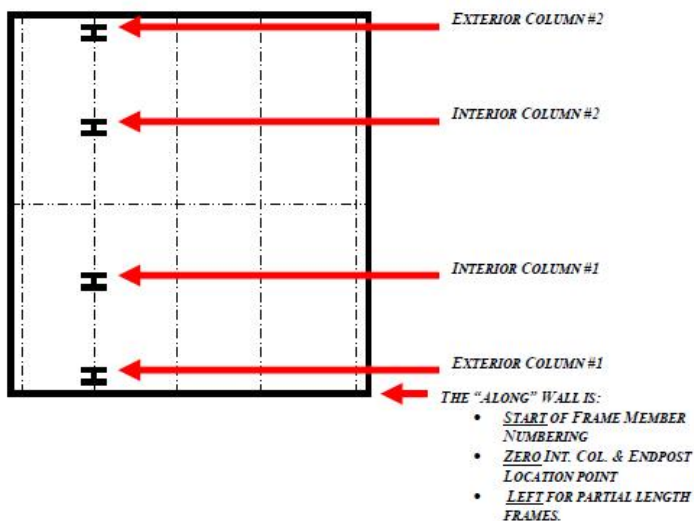 EXTERIOR COLUMN #2
INTERIOR COLUMN #2
INTERIOR COLUMN #1
EXTERIOR COLUMN #1
THE "ALONG" WALL IS:
• START OF FRAME MEMBER
NUMBERING
• ZERO INT. COL. & ENDPOST
LOCATION POINT
• LEFT FOR PARTIAL LENGTH
FRAMES.